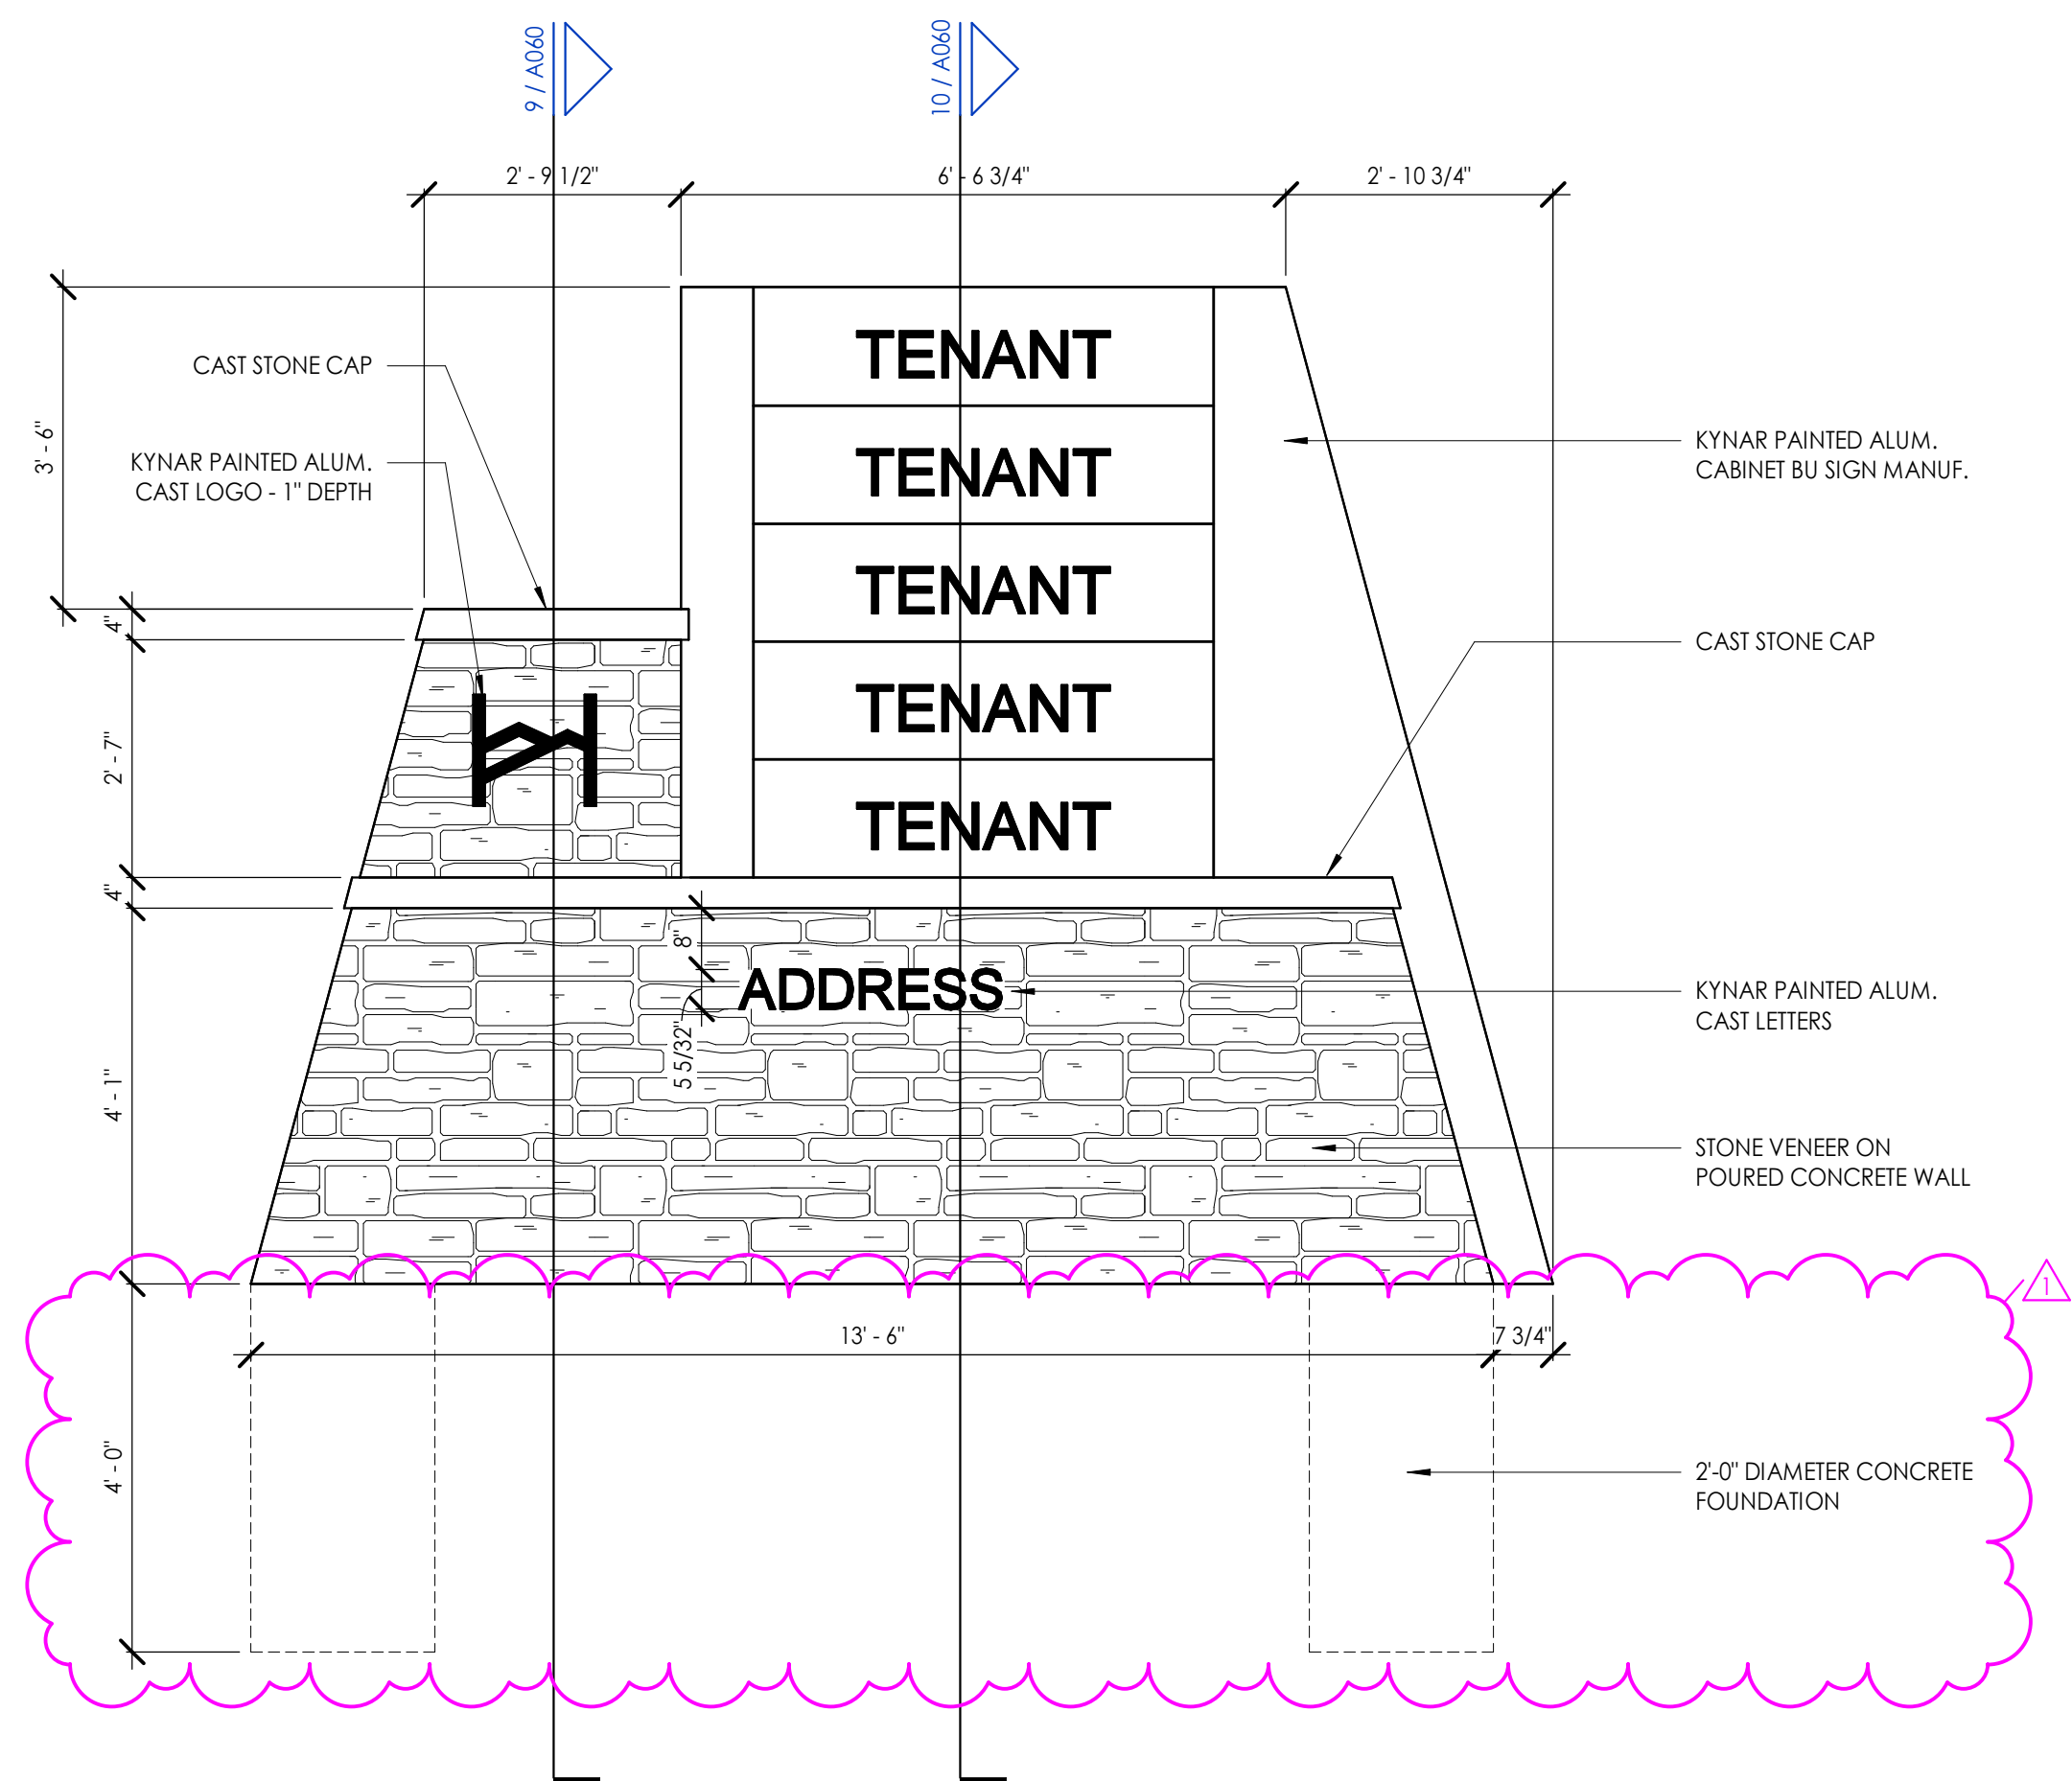 9 / A060
10 / A060
2' - 9 1/2"
6' - 6 3/4"
2' - 10 3/4"
TENANT
CAST STONE CAP
3' - 6"
KYNAR PAINTED ALUM.
CAST LOGO - 1" DEPTH
KYNAR PAINTED ALUM.
CABINET BU SIGN MANUF.
TENANT
TENANT
4"
CAST STONE CAP
TENANT
2' - 7"
TENANT
4"
8"
ADDRESS
5 5/32"
KYNAR PAINTED ALUM.
CAST LETTERS
4' - 1"
STONE VENEER ON
POURED CONCRETE WALL
1
13' - 6"
7 3/4"
4' - 0"
2'-0" DIAMETER CONCRETE
FOUNDATION